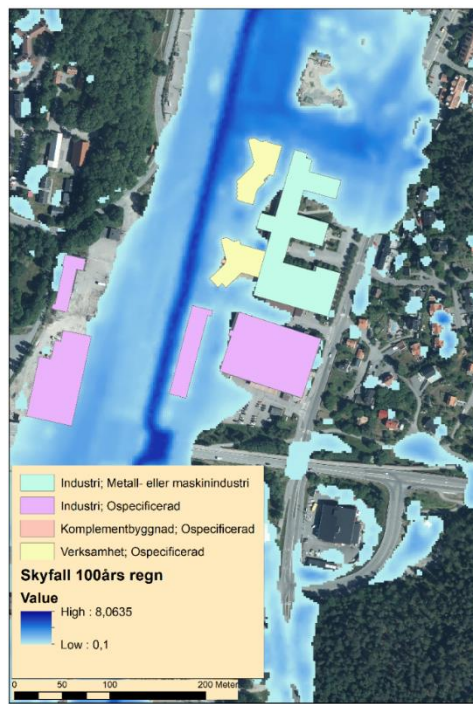 Industri; Metall- eller maskinindustri
Industri; Ospecificerad
Komplementbyggnad; Ospecificerad
Verksamhet; Ospecificerad
Skyfall 100års regn
Value
High : 8,0635
Low : 0,1
0 50 100 200 Meter